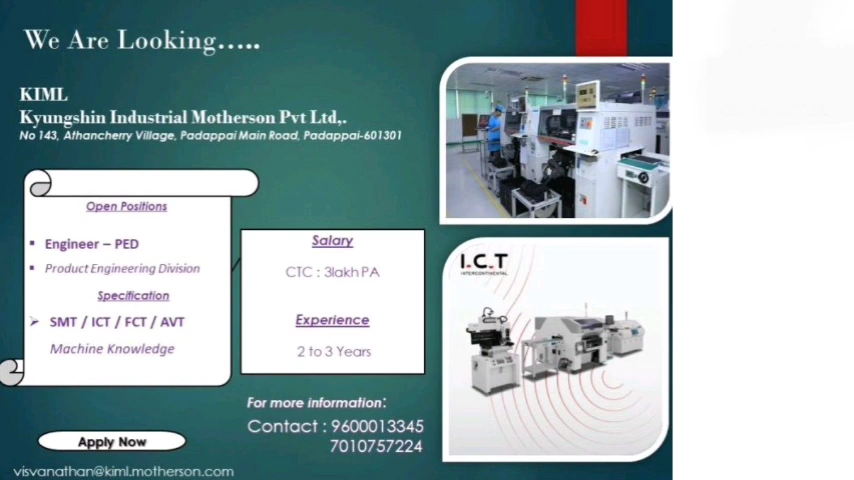 We Are Looking.....
KIML
Kyungshin Industrial Motherson Pvt Ltd,.
No 143, Athancherry Village, Padappai Main Road, Padappai-601301
Open Positions
Engineer – PED
Product Engineering Division
Specification
SMT / ICT / FCT / AVT
Machine Knowledge
Salary
CTC : 3lakh PA
Experience
2 to 3 Years
For more information:
Contact : 9600013345
7010757224
Apply Now
visvanathan@kiml.motherson.com
I.C.T
INTERCONTINENTAL